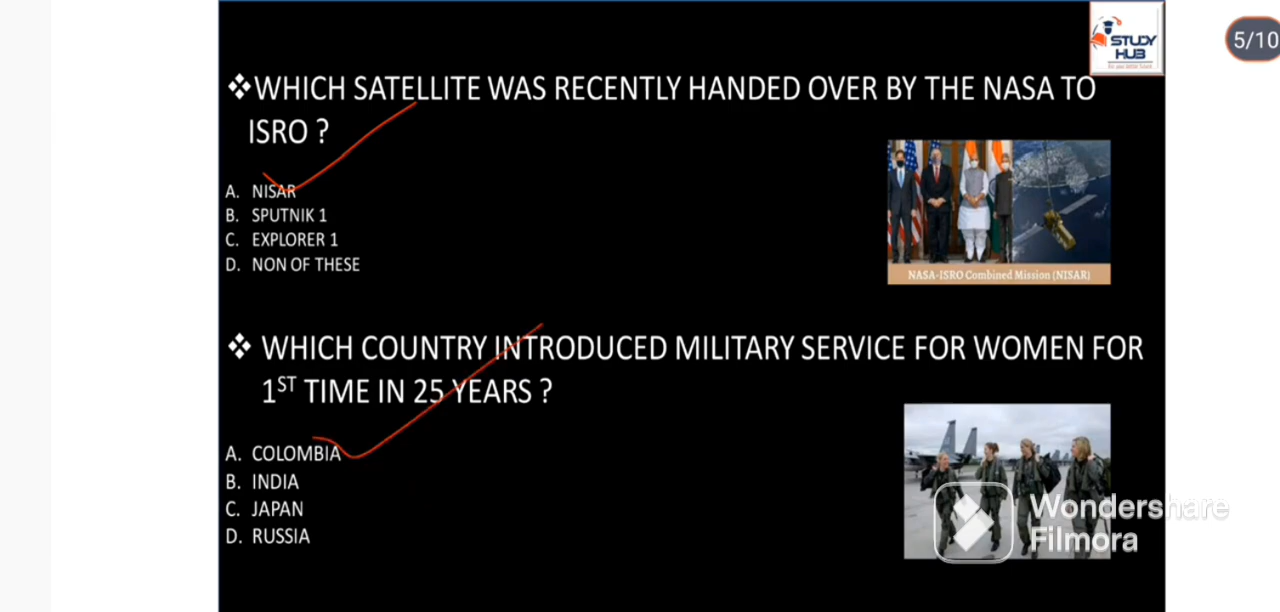 STUDY
HUB
5/10
❖WHICH SATELLITE WAS RECENTLY HANDED OVER BY THE NASA TO
ISRO ?
A. NISAR
B. SPUTNIK 1
C. EXPLORER 1
D. NON OF THESE
NASA-ISRO Combined Mission (NISAR)
❖ WHICH COUNTRY INTRODUCED MILITARY SERVICE FOR WOMEN FOR
1ST TIME IN 25 YEARS ?
A. COLOMBIA
B. INDIA
C. JAPAN
D. RUSSIA
Wondershare
Filmora